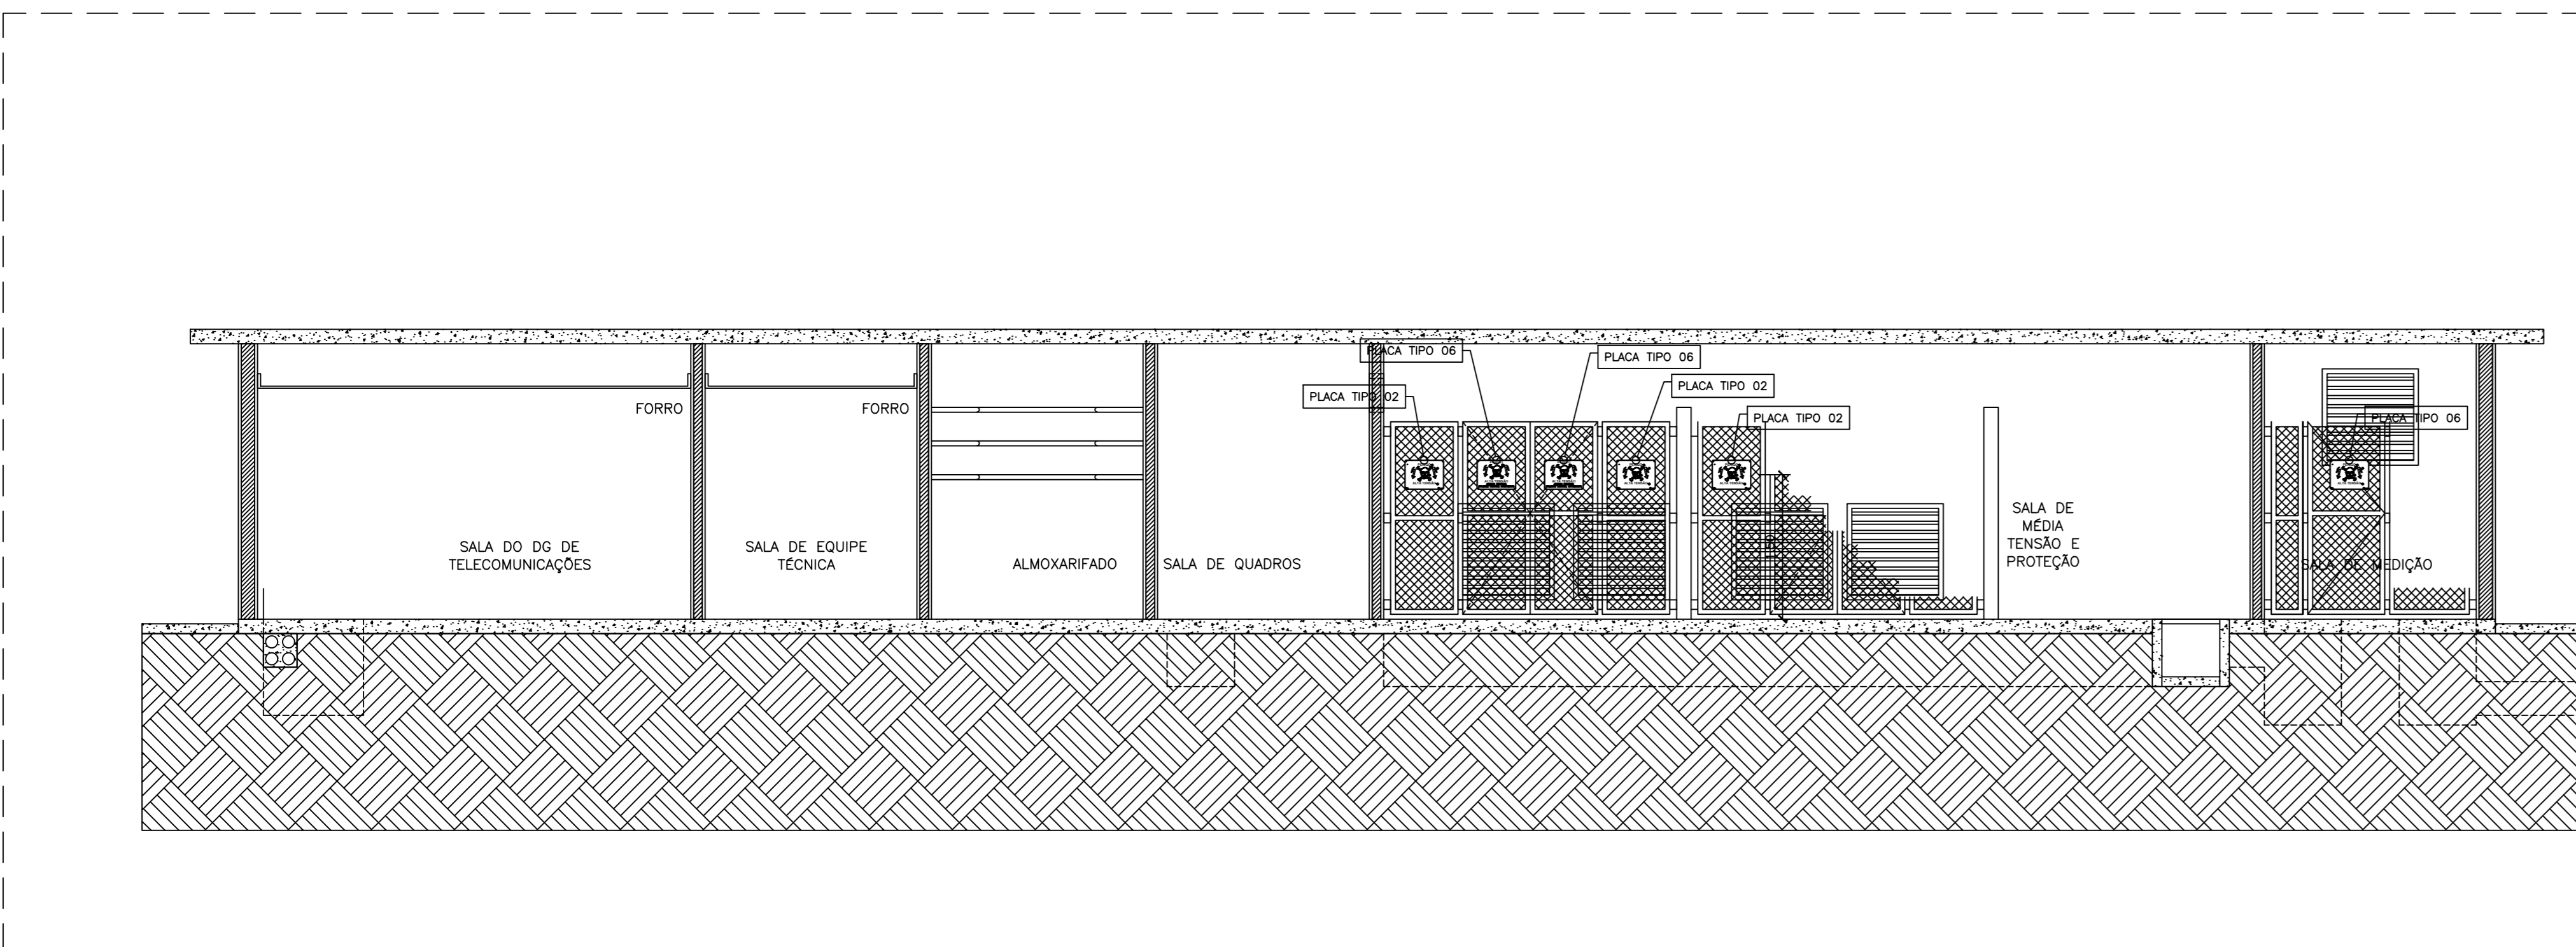 PLACA TIPO 06
PLACA TIPO 06
PLACA TIPO 02
PLACA TIPO 02
PLACA TIPO 02
PLACA TIPO 06
FORRO
FORRO
SALA DO DG DE
TELECOMUNICAÇÕES
SALA DE EQUIPE
TÉCNICA
ALMOXARIFADO
SALA DE QUADROS
SALA DE
MÉDIA
TENSÃO E
PROTEÇÃO
SALA DE MEDIÇÃO